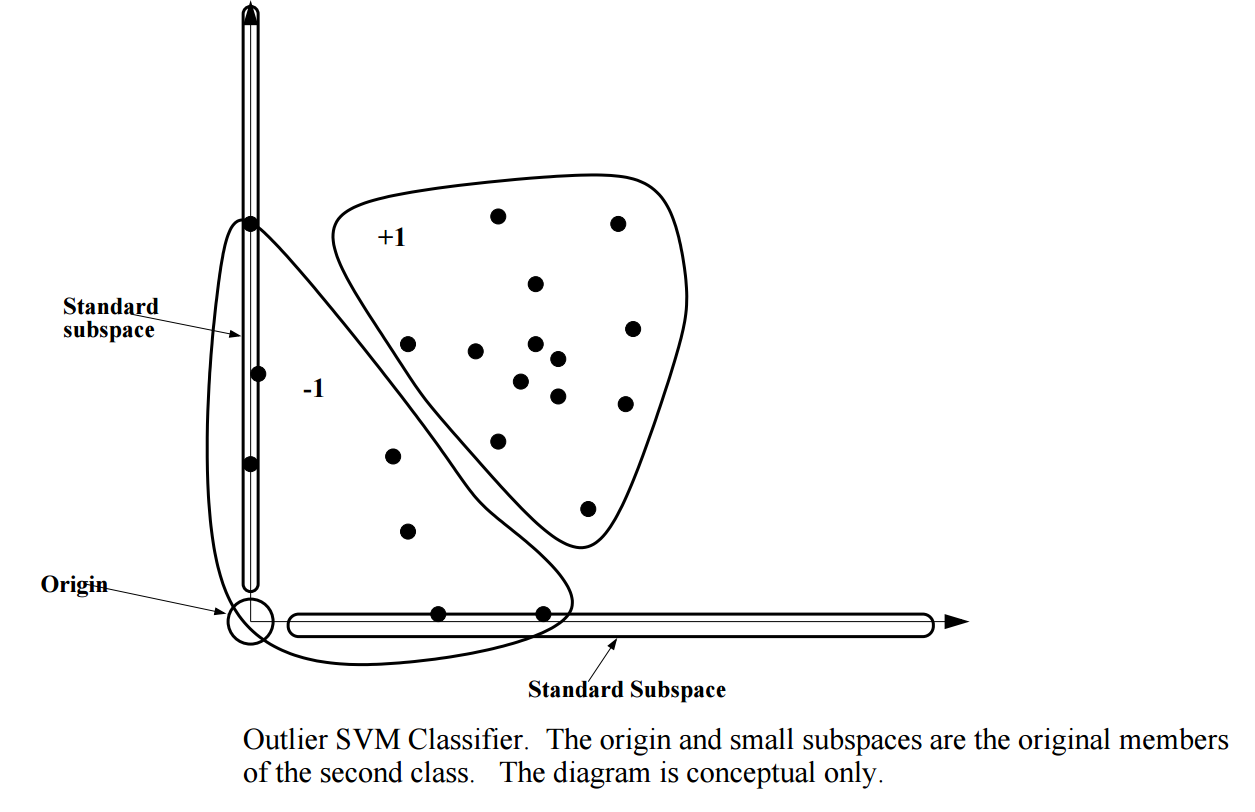 +1
Standard
subspace
-1
Origin
Standard Subspace
Outlier SVM Classifier.  The origin and small subspaces are the original members
of the second class.   The diagram is conceptual only.